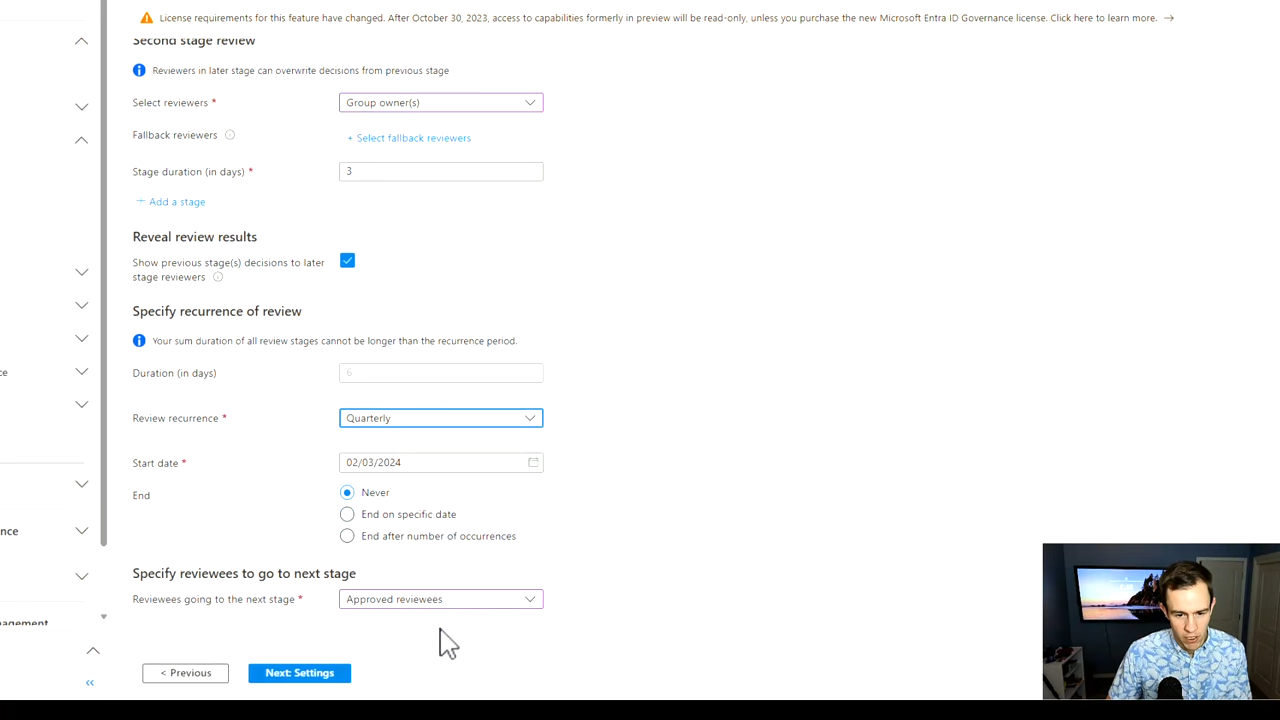 License requirements for this feature have changed. After October 30, 2023, access to capabilities formerly in preview will be read-only, unless you purchase the new Microsoft Entra ID Governance license. Click here to learn more. →
Second stage review
Reviewers in later stage can overwrite decisions from previous stage
Select reviewers *
Group owner(s)
Fallback reviewers
+ Select fallback reviewers
Stage duration (in days) *
3
+ Add a stage
Reveal review results
Show previous stage(s) decisions to later
stage reviewers
Specify recurrence of review
Your sum duration of all review stages cannot be longer than the recurrence period.
Duration (in days)
6
Review recurrence *
Quarterly
Start date *
02/03/2024
End
Never
End on specific date
End after number of occurrences
Specify reviewees to go to next stage
Reviewees going to the next stage *
Approved reviewees
< Previous
Next: Settings
ce
nce
nagement
«